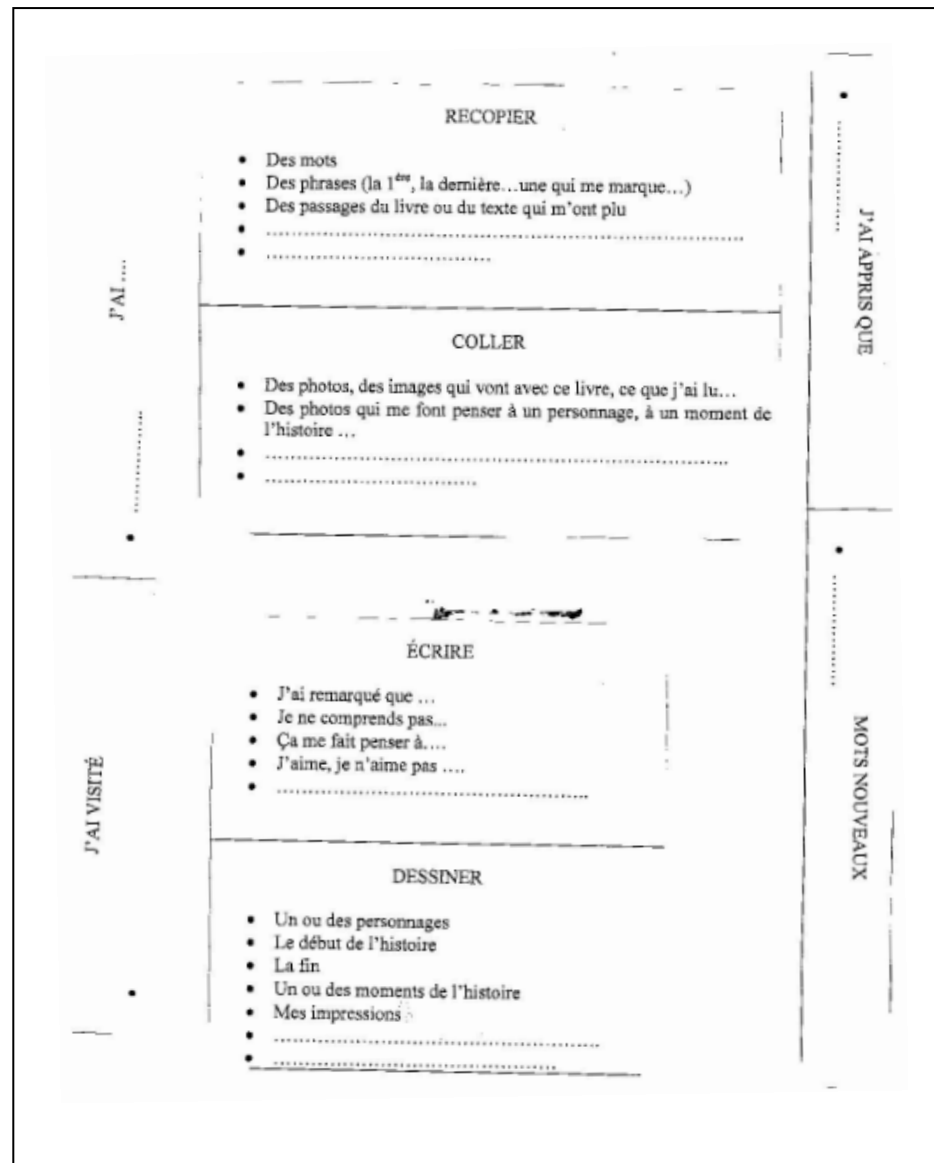 RECOPIER
• Des mots
• Des phrases (la 1ère, la dernière…une qui me marque…)
• Des passages du livre ou du texte qui m'ont plu
• ........................................................................
• ........................................
COLLER
• Des photos, des images qui vont avec ce livre, ce que j'ai lu…
• Des photos qui me font penser à un personnage, à un moment de
l'histoire …
• ........................................................................
• ........................................
ÉCRIRE
• J'ai remarqué que …
• Je ne comprends pas...
• Ça me fait penser à….
• J'aime, je n'aime pas ….
• ........................................................
DESSINER
• Un ou des personnages
• Le début de l'histoire
• La fin
• Un ou des moments de l'histoire
• Mes impressions
• ........................................................
• ................................................
J'AI ….
• ....................
J'AI VISITÉ
•
J'AI APPRIS QUE
• ....................
MOTS NOUVEAUX
• ....................